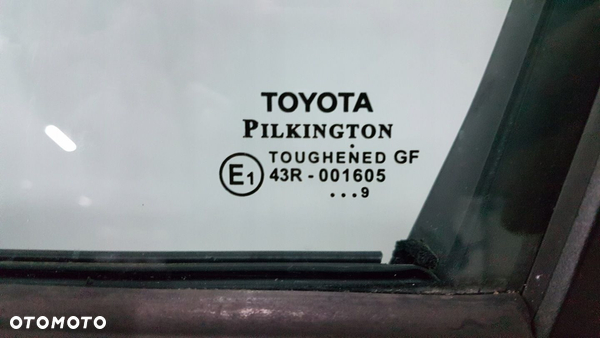 TOYOTA
PILKINGTON
.
TOUGHENED GF
E1 43R - 001605
...9
OTOMOTO